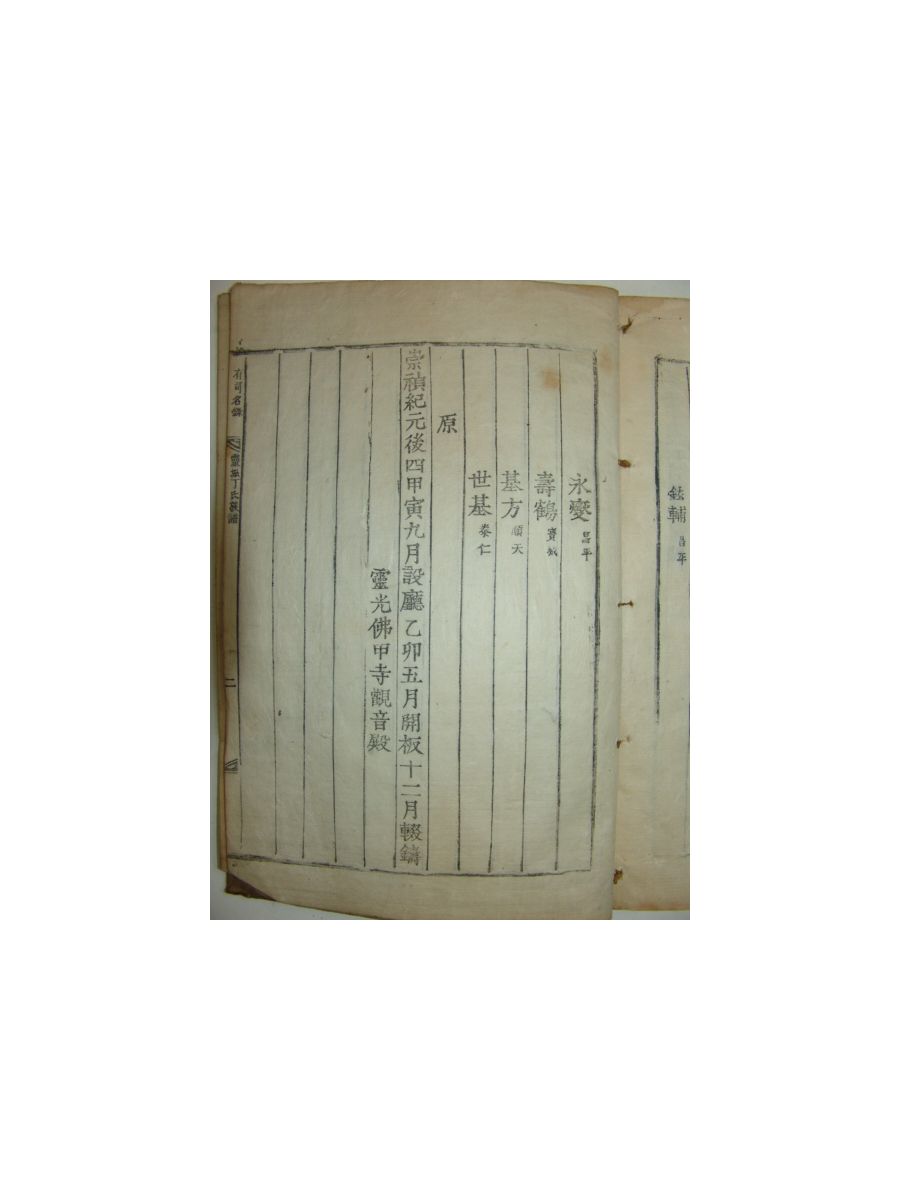 鉉輔 昌平
永燮 昌平
壽鶴 寶城
基方 順天
世基 泰仁
原
崇禎紀元後四甲寅九月設廳乙卯五月開板十二月輟鑄
靈光佛甲寺觀音殿
有司名錄 靈光丁氏族譜 二